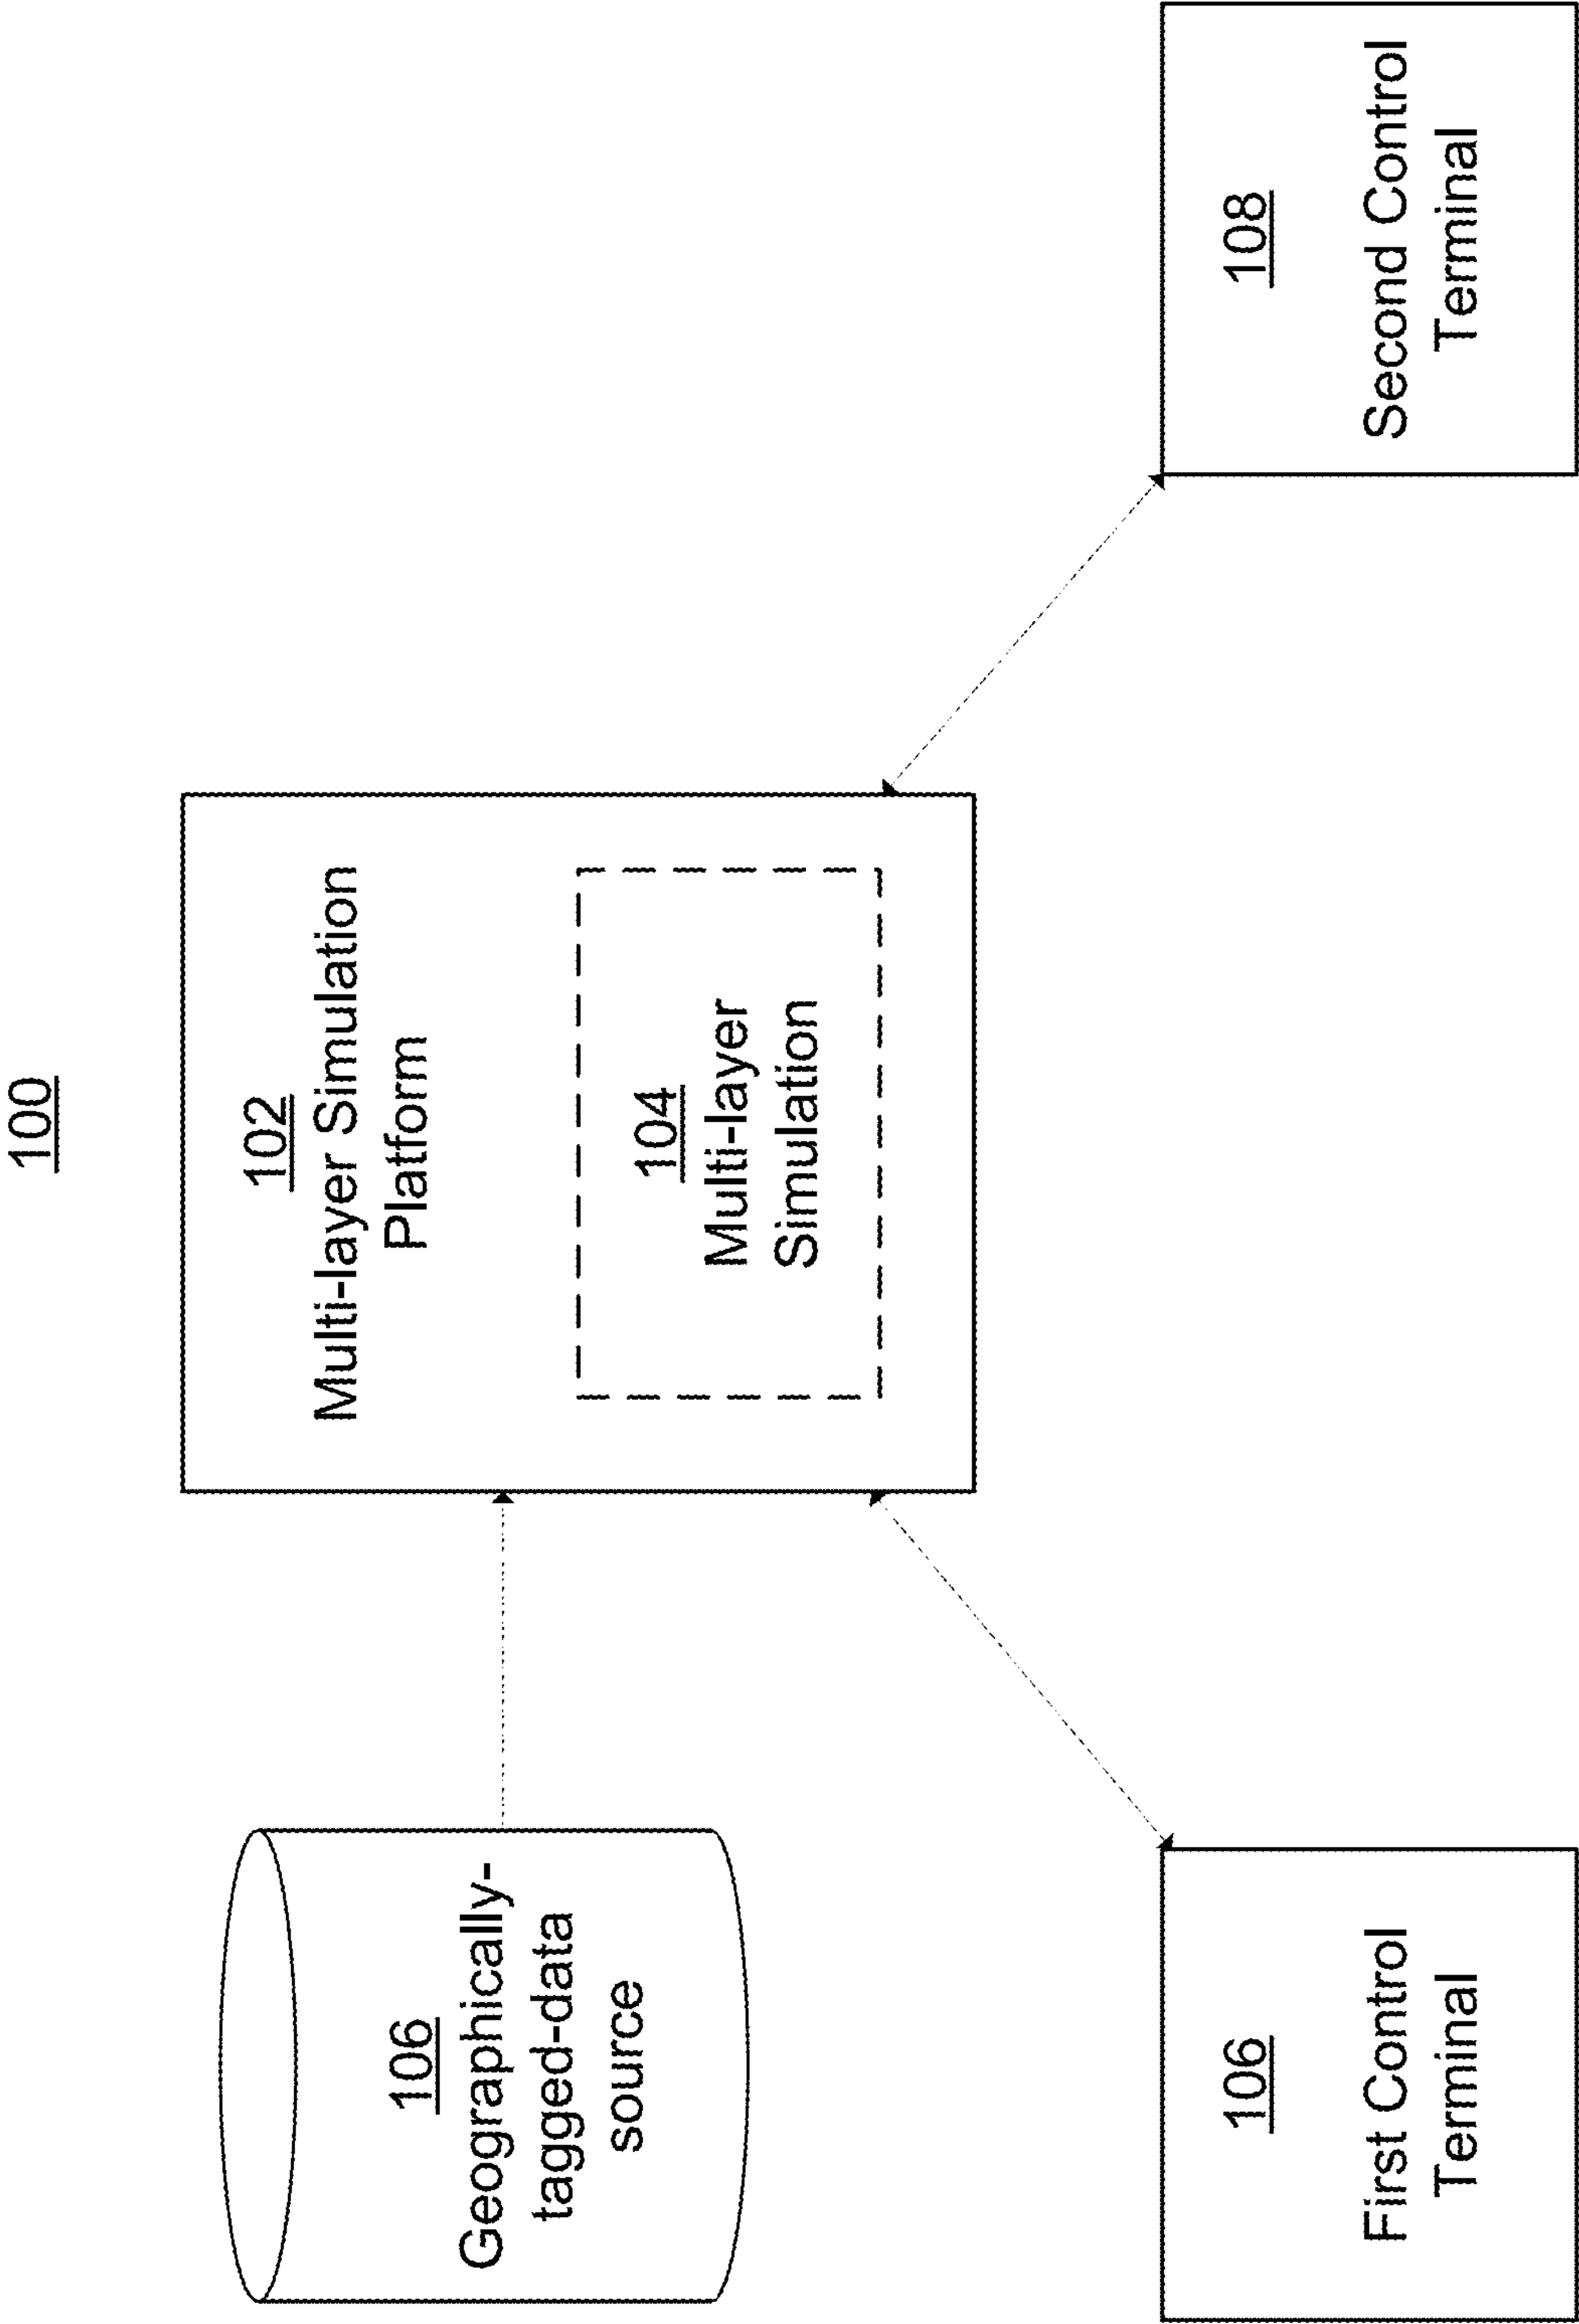 100
102
Multi-layer Simulation
Platform
104
Multi-layer
Simulation
106
Geographically-
tagged-data
source
106
First Control
Terminal
108
Second Control
Terminal